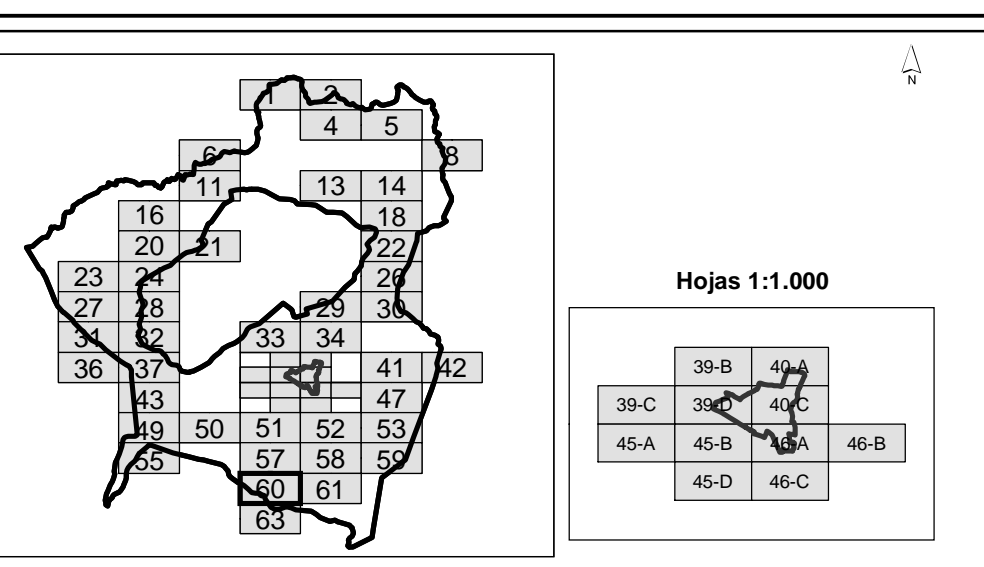 N
1 2
4 5
6 8
11 13 14
16 18
20 21 22
23 24 26
27 28 29 30
31 32 33 34
36 37 41 42
43 47
49 50 51 52 53
55 57 58 59
60 61
63
Hojas 1:1.000
39-B 40-A
39-C 39-D 40-C
45-A 45-B 46-A 46-B
45-D 46-C